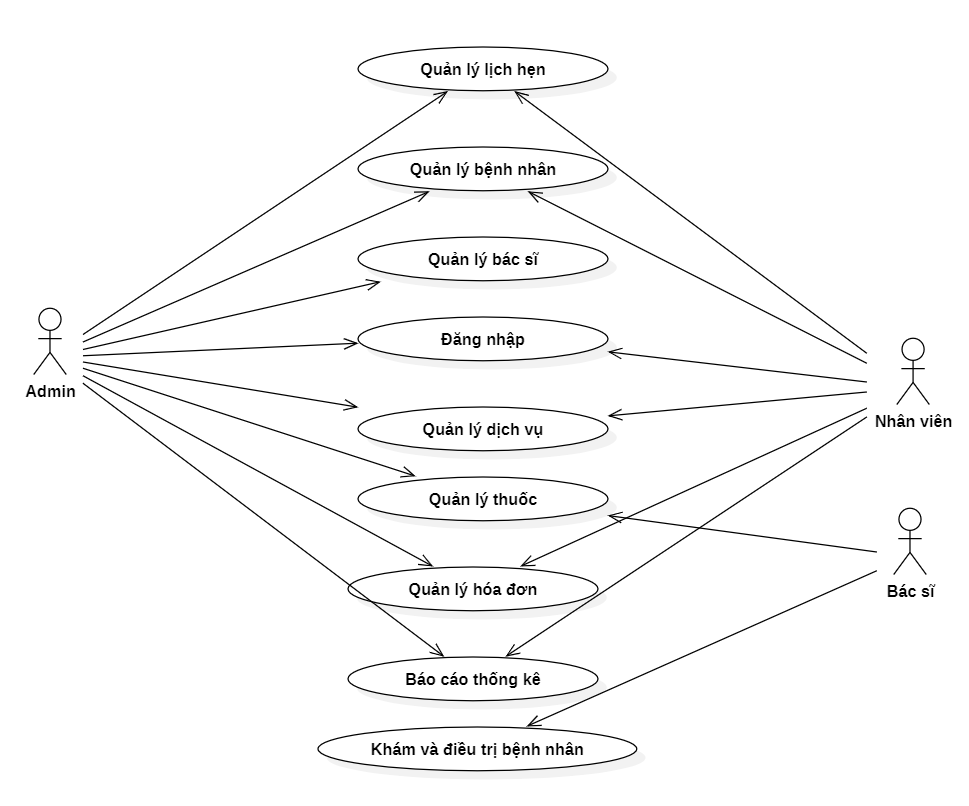 Quản lý lịch hẹn
Quản lý bệnh nhân
Quản lý bác sĩ
Đăng nhập
Admin
Nhân viên
Quản lý dịch vụ
Quản lý thuốc
Quản lý hóa đơn
Bác sĩ
Báo cáo thống kê
Khám và điều trị bệnh nhân